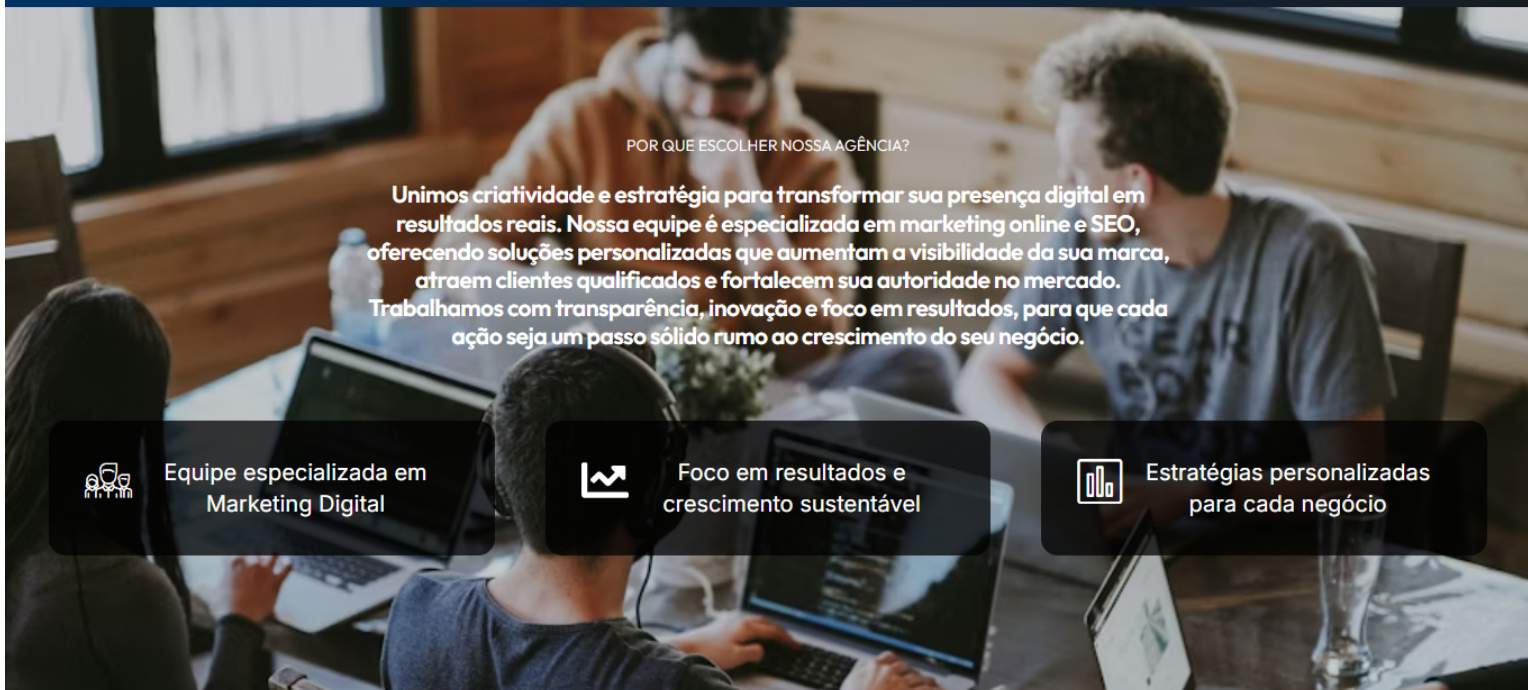 POR QUE ESCOLHER NOSSA AGÊNCIA?
Unimos criatividade e estratégia para transformar sua presença digital em
resultados reais. Nossa equipe é especializada em marketing online e SEO,
oferecendo soluções personalizadas que aumentam a visibilidade da sua marca,
atraem clientes qualificados e fortalecem sua autoridade no mercado.
Trabalhamos com transparência, inovação e foco em resultados, para que cada
ação seja um passo sólido rumo ao crescimento do seu negócio.
Equipe especializada em
Marketing Digital
Foco em resultados e
crescimento sustentável
Estratégias personalizadas
para cada negócio